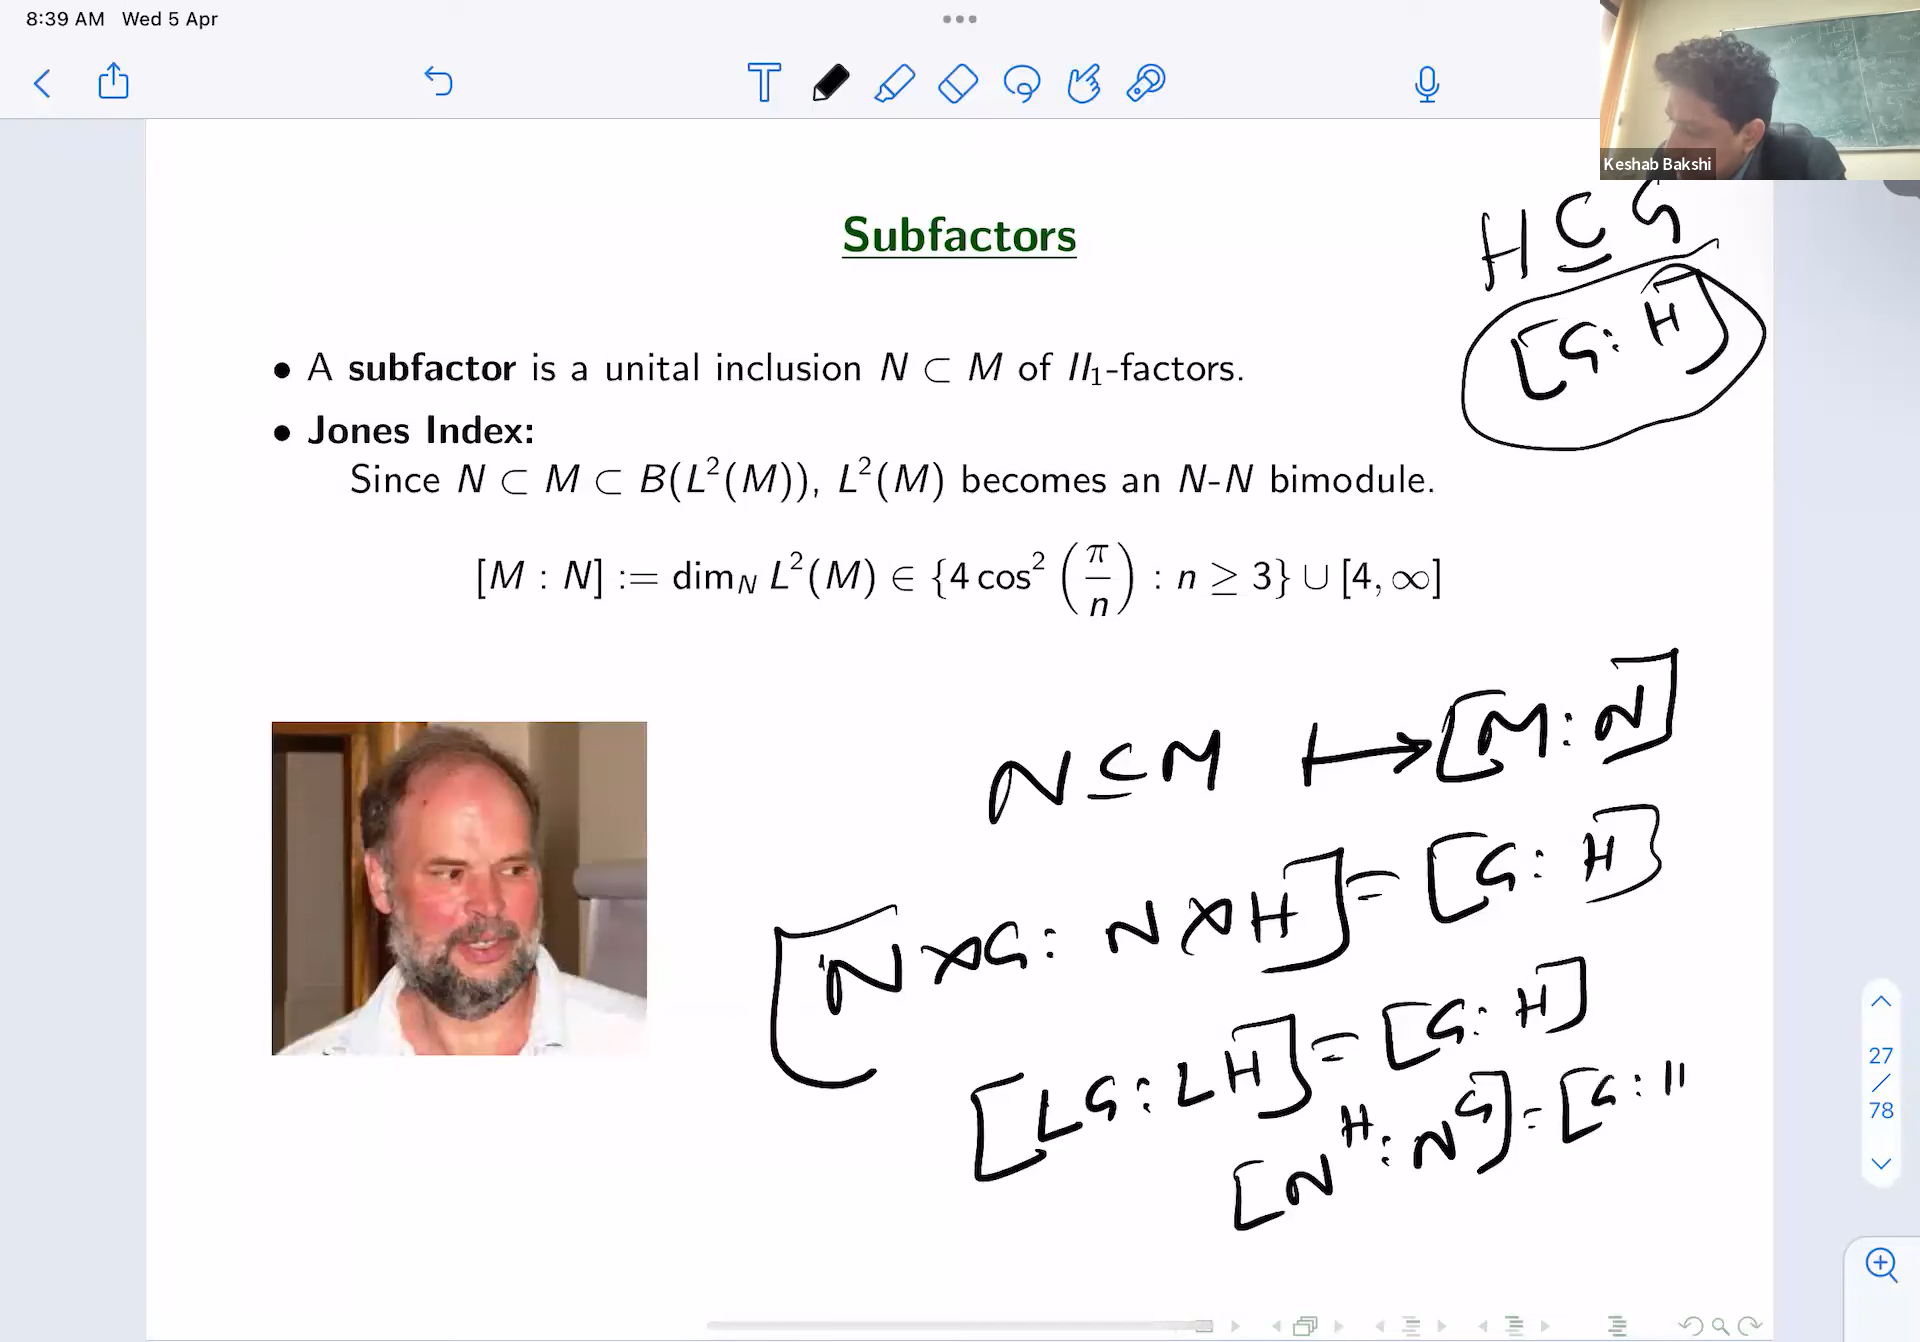 8:39 AM Wed 5 Apr
Keshab Bakshi
Subfactors
H ⊆ G
[G : H]
• A subfactor is a unital inclusion N ⊂ M of II₁-factors.
• Jones Index:
Since N ⊂ M ⊂ B(L²(M)), L²(M) becomes an N-N bimodule.
[M : N] := dim_N L²(M) ∈ {4 cos² (π/n) : n ≥ 3} ∪ [4, ∞]
N ⊆ M ↦ [M : N]
[N ⋊ G : N ⋊ H] = [G : H]
[LG : LH] = [G : H]
[N^H : N^G] = [G :
27
/
78